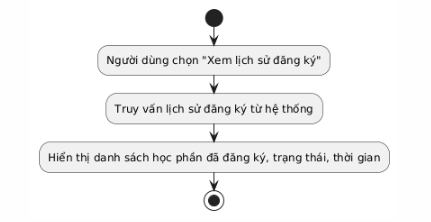 Người dùng chọn "Xem lịch sử đăng ký"
Truy vấn lịch sử đăng ký từ hệ thống
Hiển thị danh sách học phần đã đăng ký, trạng thái, thời gian